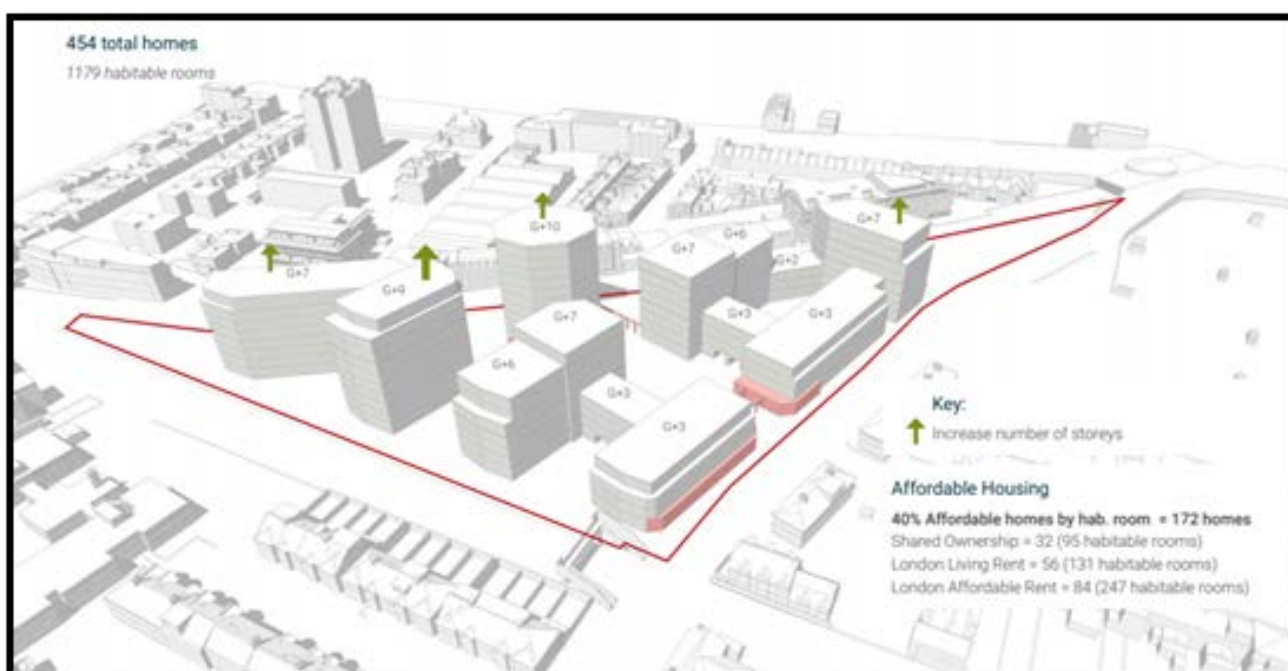 454 total homes
1179 habitable rooms
G+10
G+7
G+6
G+7
G+7
G+2
G+9
G+3
G+3
G+7
G+6
G+3
G+3
Key:
Increase number of storeys
Affordable Housing
40% Affordable homes by hab. room = 172 homes
Shared Ownership = 32 (95 habitable rooms)
London Living Rent = 56 (131 habitable rooms)
London Affordable Rent = 84 (247 habitable rooms)